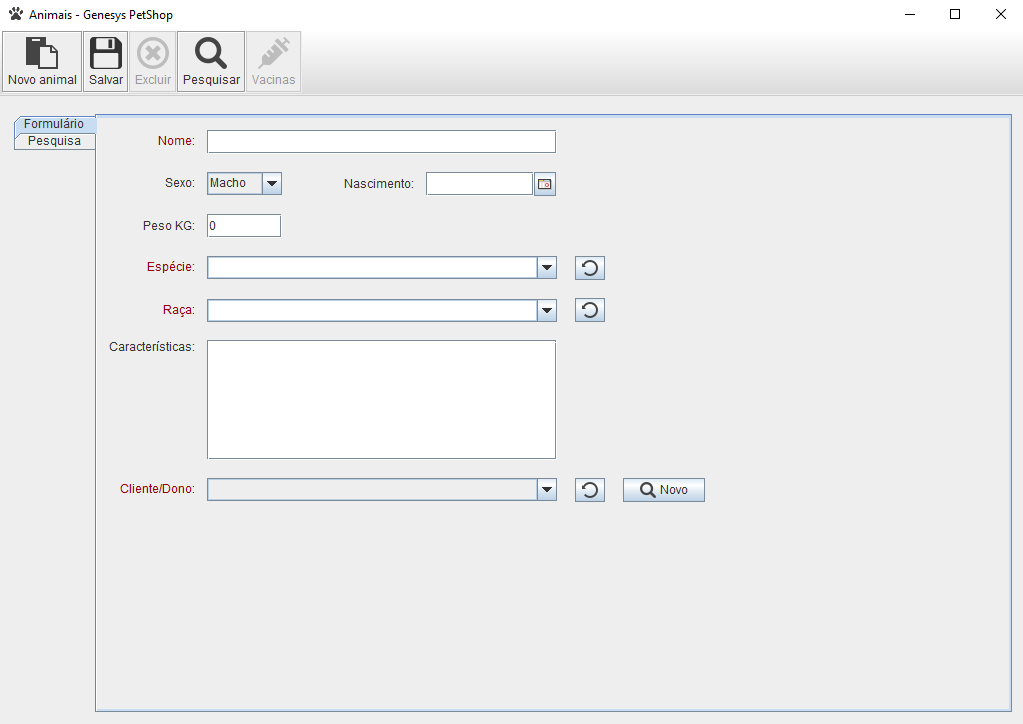 Animais - Genesys PetShop
Novo animal Salvar Excluir Pesquisar Vacinas
Formulário
Pesquisa
Nome:
Sexo: Macho Nascimento:
Peso KG: 0
Espécie:
Raça:
Características:
Cliente/Dono: Novo